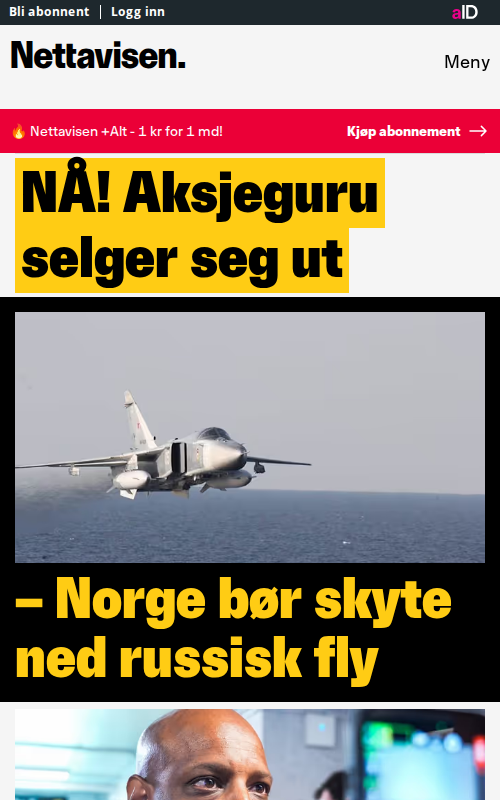 Bli abonnent | Logg inn
aID
Nettavisen.
Meny
🔥 Nettavisen +Alt - 1 kr for 1 md!
Kjøp abonnement →
NÅ! Aksjeguru
selger seg ut
– Norge bør skyte
ned russisk fly